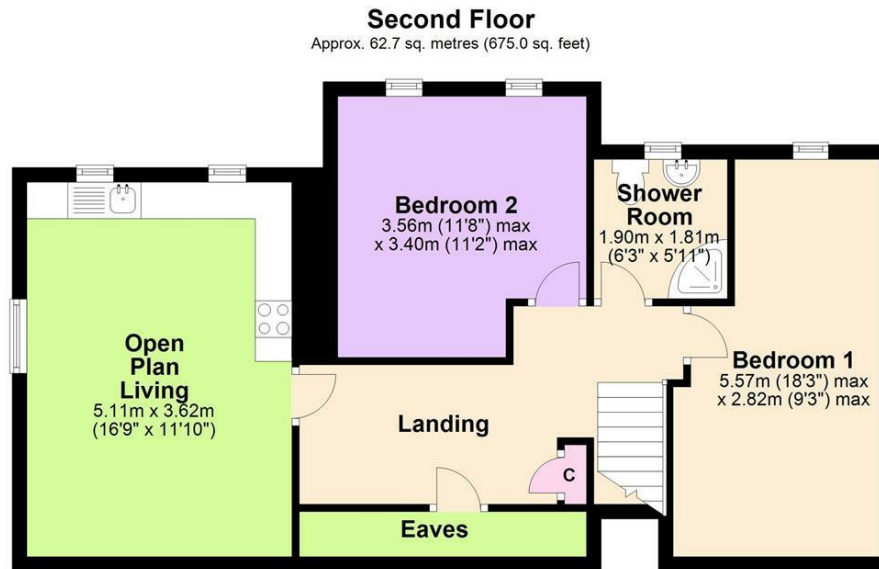 Second Floor
Approx. 62.7 sq. metres (675.0 sq. feet)
Bedroom 2
3.56m (11'8") max
x 3.40m (11'2") max
Shower
Room
1.90m x 1.81m
(6'3" x 5'11")
Open
Plan
Living
5.11m x 3.62m
(16'9" x 11'10")
Bedroom 1
5.57m (18'3") max
x 2.82m (9'3") max
Landing
C
Eaves